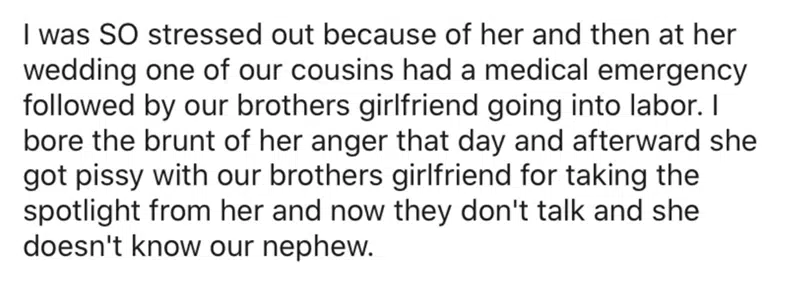 I was SO stressed out because of her and then at her
wedding one of our cousins had a medical emergency
followed by our brothers girlfriend going into labor. I
bore the brunt of her anger that day and afterward she
got pissy with our brothers girlfriend for taking the
spotlight from her and now they don't talk and she
doesn't know our nephew.